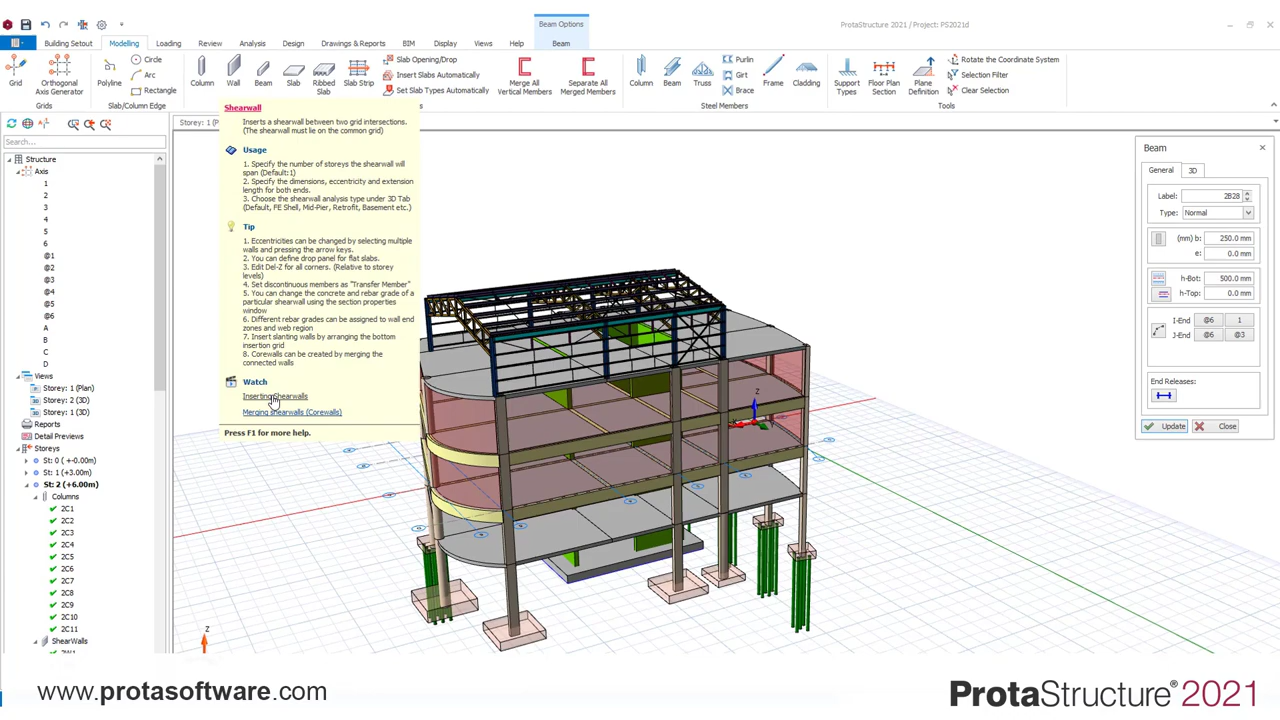 Beam Options
ProtaStructure 2021 / Project: PS2021d
Building Setout
Modelling
Loading
Review
Analysis
Design
Drawings & Reports
BIM
Display
Views
Help
Beam
Grid
Orthogonal
Axis Generator
Grids
Polyline
Circle
Arc
Rectangle
Slab/Column Edge
Column
Wall
Beam
Slab
Ribbed
Slab
Slab Strip
Slab Opening/Drop
Insert Slabs Automatically
Set Slab Types Automatically
Merge All
Vertical Members
Separate All
Merged Members
Column
Beam
Truss
Purlin
Girt
Brace
Frame
Cladding
Steel Members
Support
Types
Floor Plan
Section
Plane
Definition
Rotate the Coordinate System
Selection Filter
Clear Selection
Tools
Search...
Structure
Axis
1
2
3
4
5
6
@1
@2
@3
@4
@5
@6
A
B
C
D
Views
Storey: 1 (Plan)
Storey: 2 (3D)
Storey: 1 (3D)
Reports
Detail Previews
Storeys
St: 0 ( +-0.00m)
St: 1 (+3.00m)
St: 2 (+6.00m)
Columns
2C1
2C2
2C3
2C4
2C5
2C6
2C7
2C8
2C9
2C10
2C11
ShearWalls
Storey: 1 (P
Shearwall
Inserts a shearwall between two grid intersections.
(The shearwall must lie on the common grid)
Usage
1. Specify the number of storeys the shearwall will
span (Default:1)
2. Specify the dimensions, eccentricity and extension
length for both ends.
3. Choose the shearwall analysis type under 3D Tab
(Default, FE Shell, Mid-Pier, Retrofit, Basement etc.)
Tip
1. Eccentricities can be changed by selecting multiple
walls and pressing the arrow keys.
2. You can define drop panel for flat slabs.
3. Edit Del-Z for all corners. (Relative to storey
levels)
4. Set discontinuous members as "Transfer Member"
5. You can change the concrete and rebar grade of a
particular shearwall using the section properties
window
6. Different rebar grades can be assigned to wall end
zones and web region
7. Insert slanting walls by arranging the bottom
insertion grid
8. Corewalls can be created by merging the
connected walls
Watch
Inserting Shearwalls
Merging shearwalls (Corewalls)
Press F1 for more help.
Z
Y
Z
Beam
General
3D
Label: 2B28
Type: Normal
(mm) b: 250.0 mm
e: 0.0 mm
h-Bot: 500.0 mm
h-Top: 0.0 mm
I-End @6 1
J-End @6 @3
End Releases:
Update
Close
www.protasoftware.com
ProtaStructure® 2021